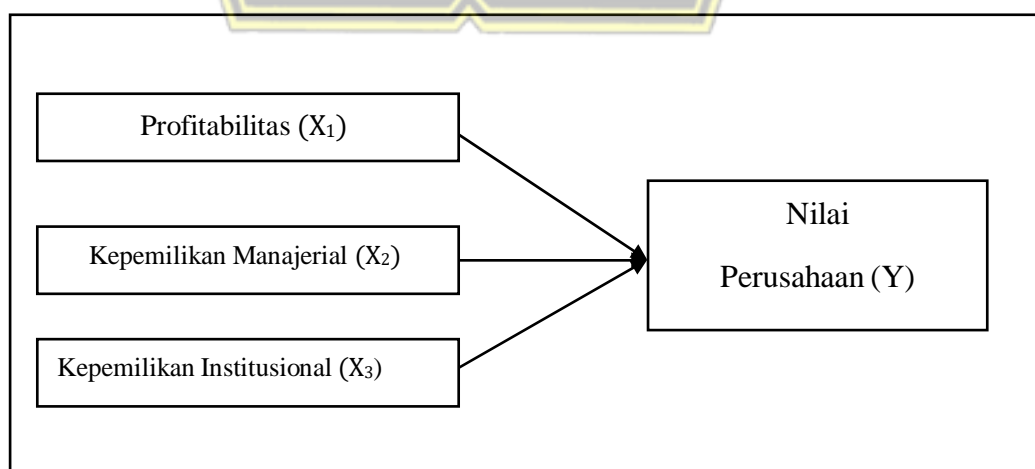 Profitabilitas (X₁)
Kepemilikan Manajerial (X₂)
Kepemilikan Institusional (X₃)
Nilai
Perusahaan (Y)